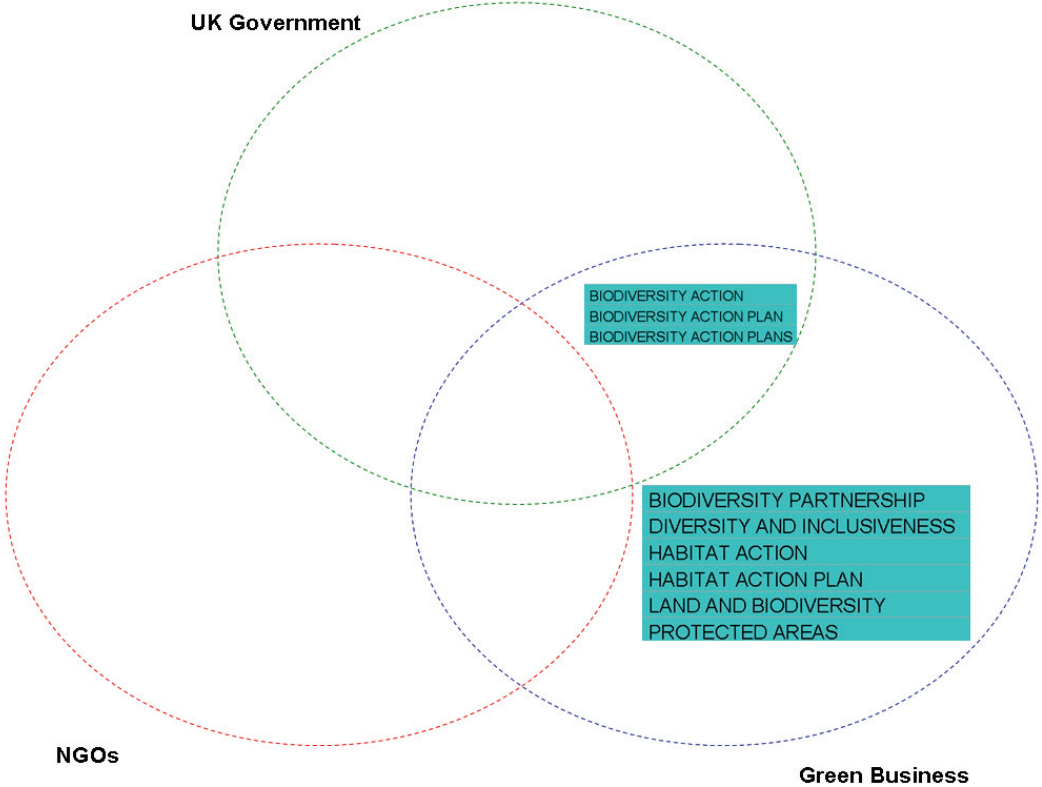 UK Government
BIODIVERSITY ACTION
BIODIVERSITY ACTION PLAN
BIODIVERSITY ACTION PLANS
BIODIVERSITY PARTNERSHIP
DIVERSITY AND INCLUSIVENESS
HABITAT ACTION
HABITAT ACTION PLAN
LAND AND BIODIVERSITY
PROTECTED AREAS
NGOs
Green Business